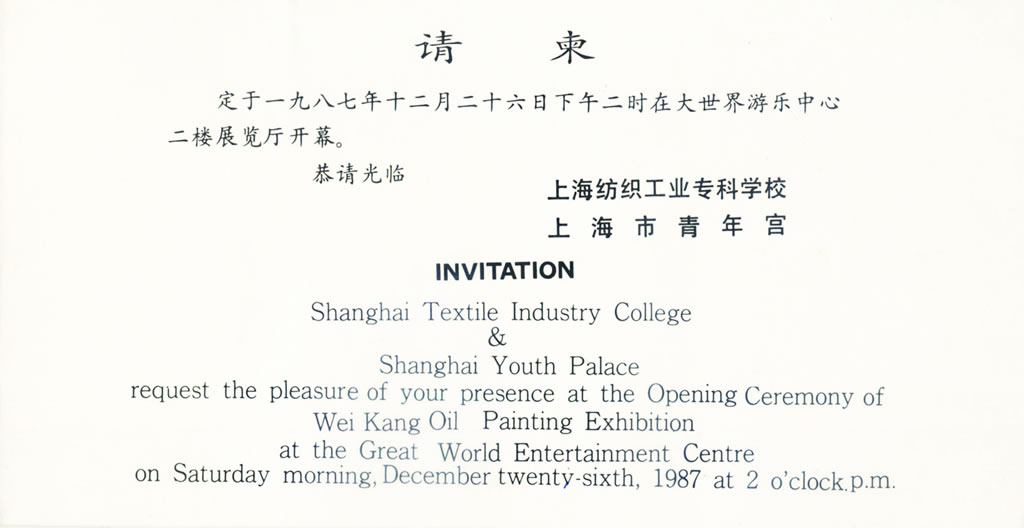 请 柬
定于一九八七年十二月二十六日下午二时在大世界游乐中心
二楼展览厅开幕。
恭请光临
上海纺织工业专科学校
上海市青年宫
INVITATION
Shanghai Textile Industry College
&
Shanghai Youth Palace
request the pleasure of your presence at the Opening Ceremony of
Wei Kang Oil Painting Exhibition
at the Great World Entertainment Centre
on Saturday morning, December twenty-sixth, 1987 at 2 o'clock.p.m.